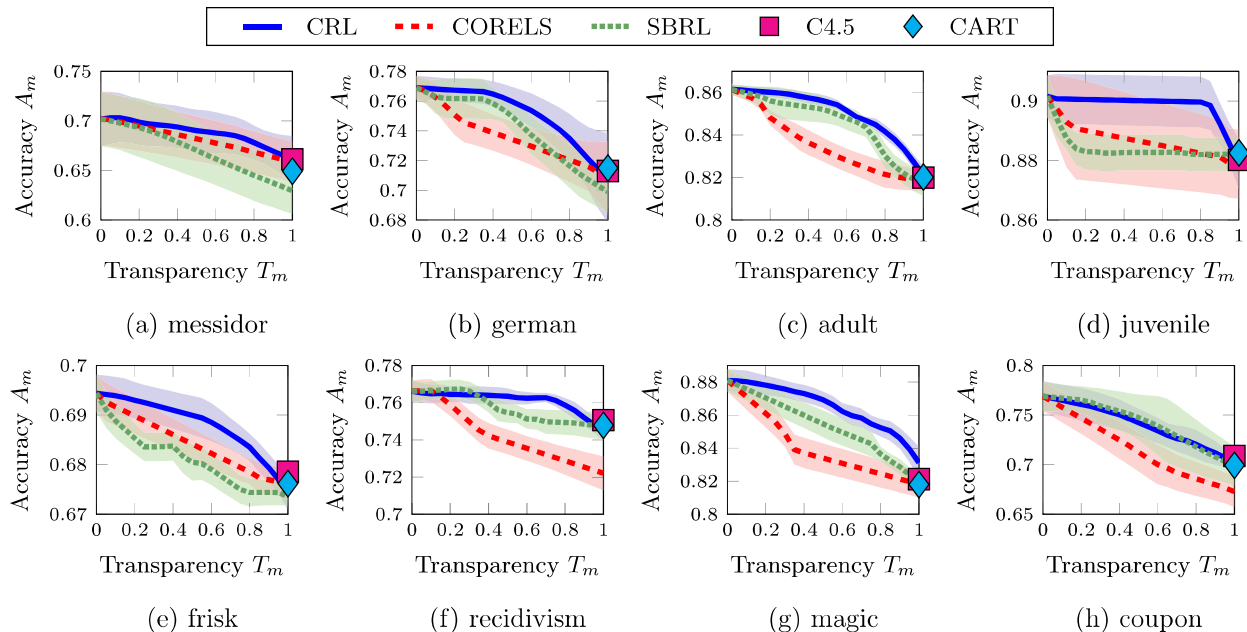 CRL CORELS SBRL C4.5 CART
Accuracy A_m
0.75
0.7
0.65
0.6
0 0.2 0.4 0.6 0.8 1
Transparency T_m
(a) messidor
Accuracy A_m
0.78
0.76
0.74
0.72
0.7
0.68
0 0.2 0.4 0.6 0.8 1
Transparency T_m
(b) german
Accuracy A_m
0.86
0.84
0.82
0.8
0 0.2 0.4 0.6 0.8 1
Transparency T_m
(c) adult
Accuracy A_m
0.9
0.88
0.86
0 0.2 0.4 0.6 0.8 1
Transparency T_m
(d) juvenile
Accuracy A_m
0.7
0.69
0.68
0.67
0 0.2 0.4 0.6 0.8 1
Transparency T_m
(e) frisk
Accuracy A_m
0.78
0.76
0.74
0.72
0.7
0 0.2 0.4 0.6 0.8 1
Transparency T_m
(f) recidivism
Accuracy A_m
0.88
0.86
0.84
0.82
0.8
0 0.2 0.4 0.6 0.8 1
Transparency T_m
(g) magic
Accuracy A_m
0.8
0.75
0.7
0.65
0 0.2 0.4 0.6 0.8 1
Transparency T_m
(h) coupon